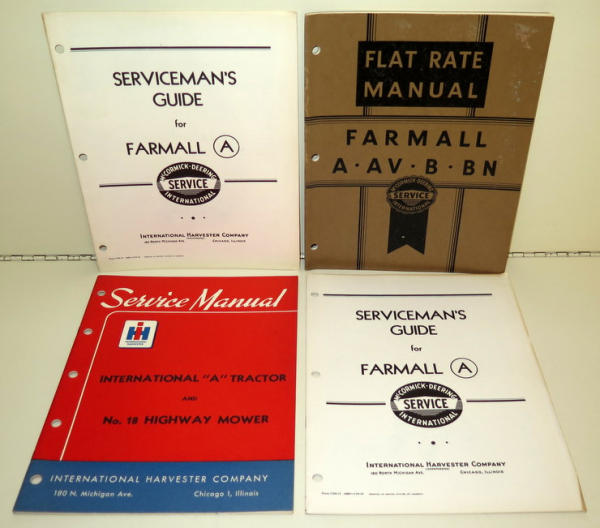 SERVICEMAN'S
GUIDE
for
FARMALL A
McCORMICK-DEERING
SERVICE
INTERNATIONAL
INTERNATIONAL HARVESTER COMPANY
180 NORTH MICHIGAN AVE. CHICAGO, ILLINOIS
FLAT RATE
MANUAL
FARMALL
A·AV·B·BN
McCORMICK-DEERING
SERVICE
INTERNATIONAL
Service Manual
IH
INTERNATIONAL
HARVESTER
INTERNATIONAL "A" TRACTOR
AND
No. 18 HIGHWAY MOWER
INTERNATIONAL HARVESTER COMPANY
180 N. Michigan Ave. Chicago 1, Illinois
SERVICEMAN'S
GUIDE
for
FARMALL A
McCORMICK-DEERING
SERVICE
INTERNATIONAL
INTERNATIONAL HARVESTER COMPANY
180 NORTH MICHIGAN AVE. CHICAGO, ILLINOIS